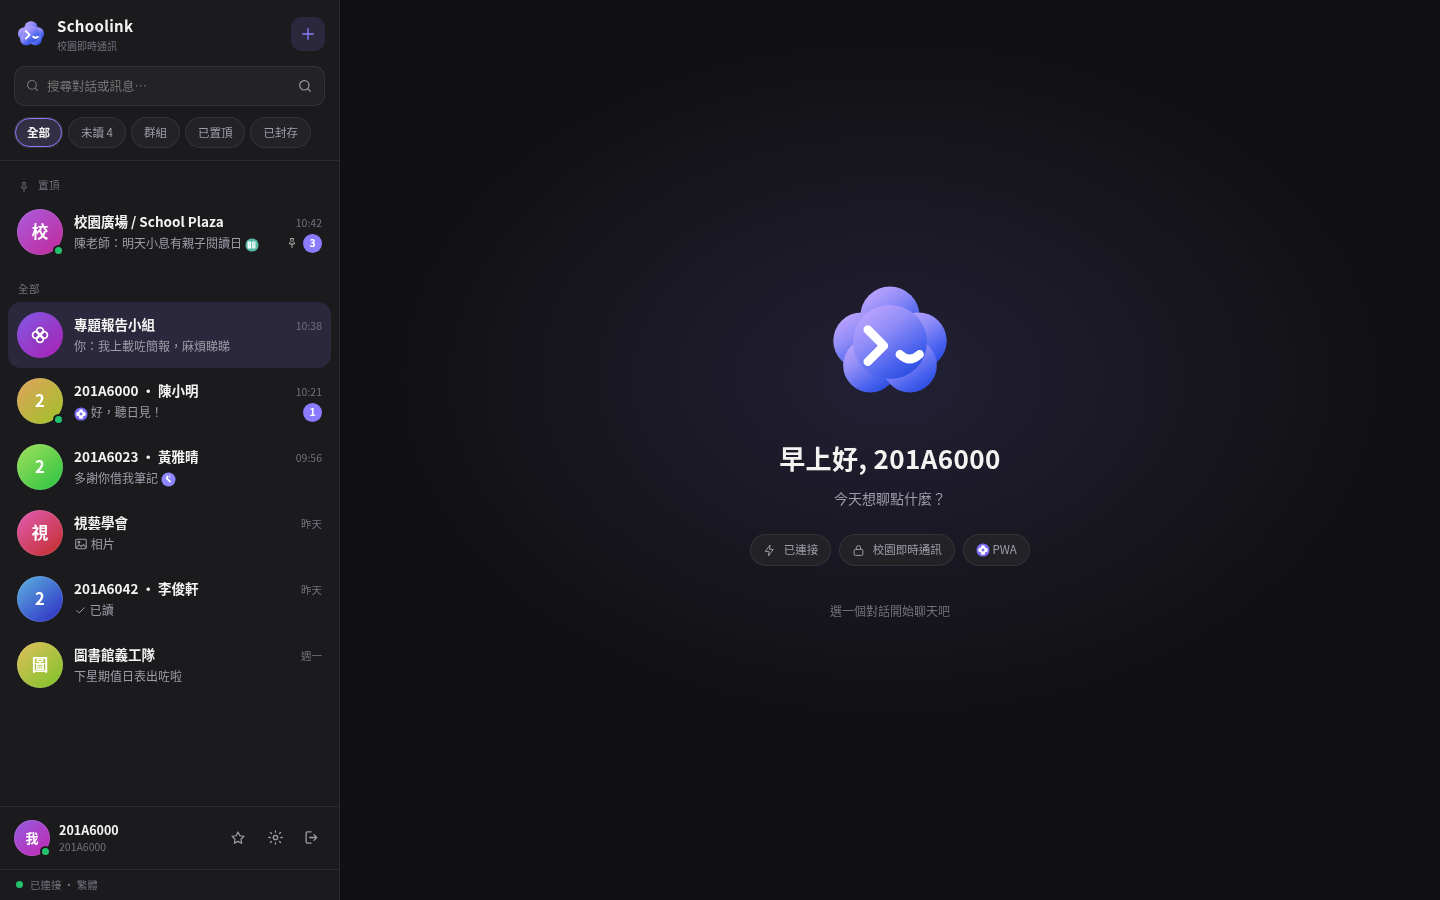 Schoolink
校園即時通訊
搜尋對話或訊息…
全部 未讀 4 群組 已置頂 已封存
置頂
校
校園廣場 / School Plaza 10:42
陳老師：明天小息有親子閱讀日 3
全部
專題報告小組 10:38
你：我上載咗簡報，麻煩睇睇
2
201A6000 · 陳小明 10:21
好，聽日見！ 1
2
201A6023 · 黃雅晴 09:56
多謝你借我筆記
視
視藝學會 昨天
相片
2
201A6042 · 李俊軒 昨天
已讀
圖
圖書館義工隊 週一
下星期值日表出咗啦
我
201A6000
201A6000
已連接 · 繁體
早上好, 201A6000
今天想聊點什麼？
已連接 校園即時通訊 PWA
選一個對話開始聊天吧